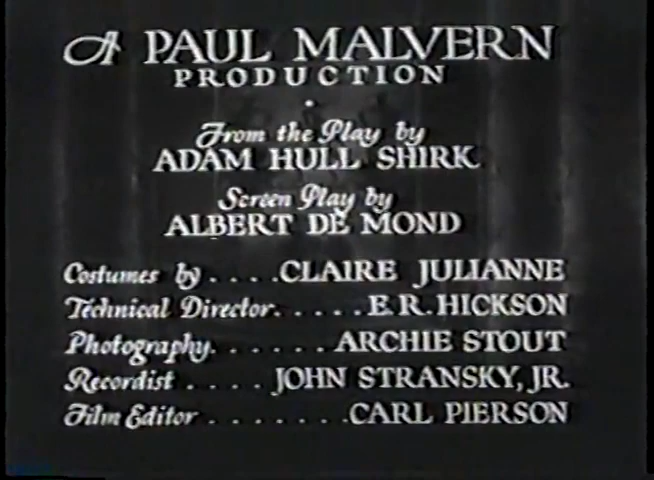 A PAUL MALVERN
PRODUCTION
From the Play by
ADAM HULL SHIRK
Screen Play by
ALBERT DE MOND
Costumes by....CLAIRE JULIANNE
Technical Director.....E.R.HICKSON
Photography.......ARCHIE STOUT
Recordist....JOHN STRANSKY, JR.
Film Editor.......CARL PIERSON